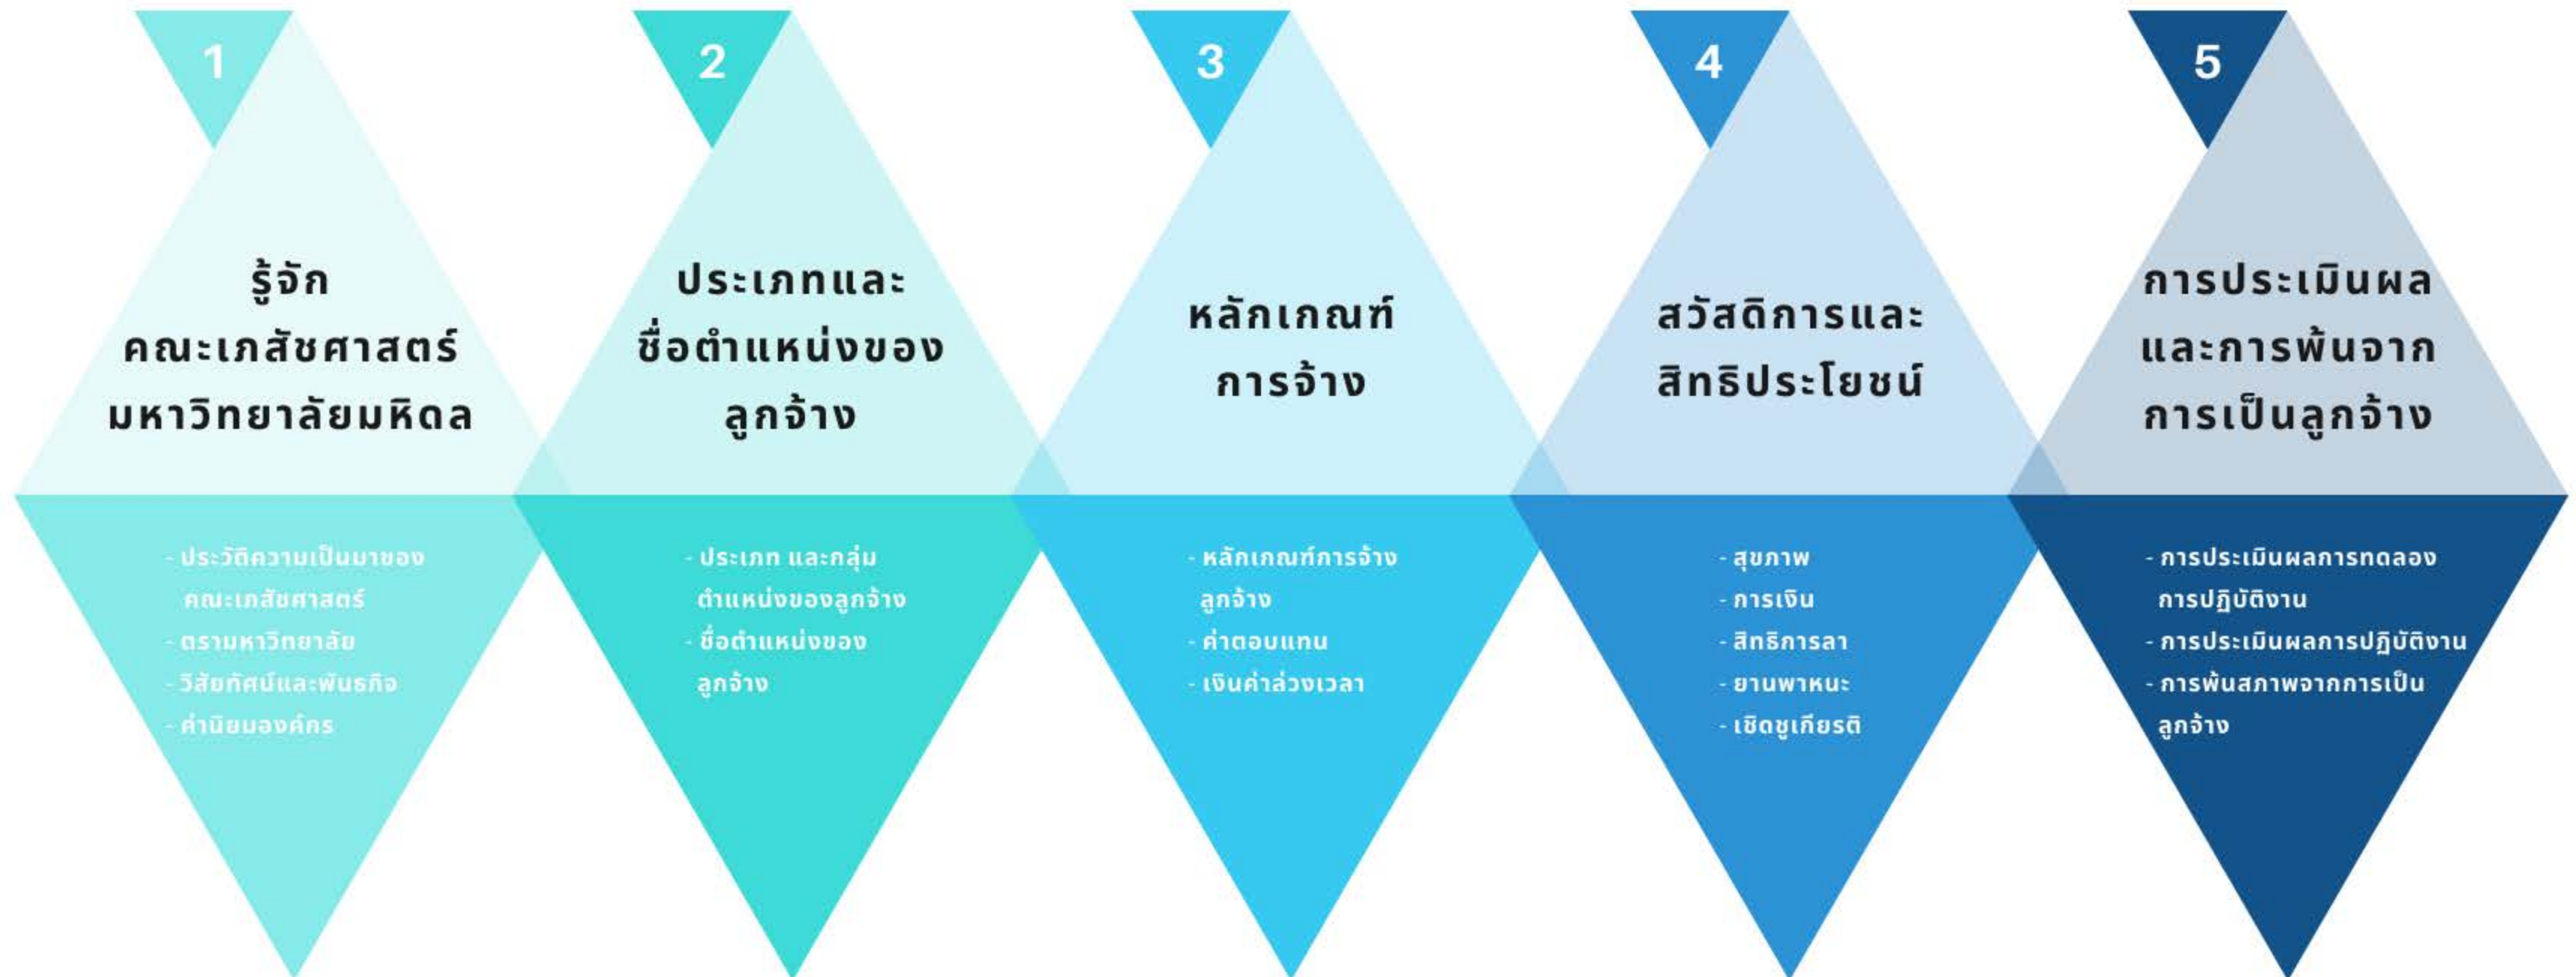 1
รู้จัก
คณะเภสัชศาสตร์
มหาวิทยาลัยมหิดล
- ประวัติความเป็นมาของ
คณะเภสัชศาสตร์
- ตรามหาวิทยาลัย
- วิสัยทัศน์และพันธกิจ
- ค่านิยมองค์กร
2
ประเภทและ
ชื่อตำแหน่งของ
ลูกจ้าง
- ประเภท และกลุ่ม
ตำแหน่งของลูกจ้าง
- ชื่อตำแหน่งของ
ลูกจ้าง
3
หลักเกณฑ์
การจ้าง
- หลักเกณฑ์การจ้าง
ลูกจ้าง
- ค่าตอบแทน
- เงินค่าล่วงเวลา
4
สวัสดิการและ
สิทธิประโยชน์
- สุขภาพ
- การเงิน
- สิทธิการลา
- ยานพาหนะ
- เชิดชูเกียรติ
5
การประเมินผล
และการพ้นจาก
การเป็นลูกจ้าง
- การประเมินผลการทดลอง
การปฏิบัติงาน
- การประเมินผลการปฏิบัติงาน
- การพ้นสภาพจากการเป็น
ลูกจ้าง